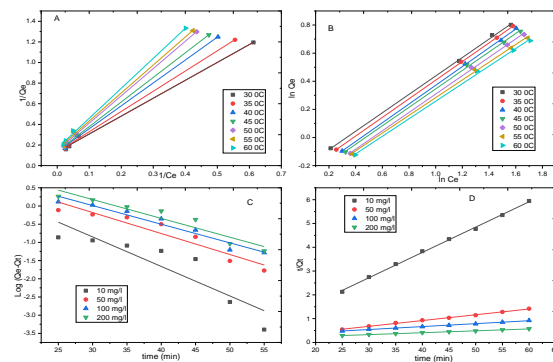 A
1/Qe
1.4
1.2
1.0
0.8
0.6
0.4
0.2
0.0
30 0C
35 0C
40 0C
45 0C
50 0C
55 0C
60 0C
0.0 0.1 0.2 0.3 0.4 0.5 0.6 0.7
1/Ce
B
ln Qe
0.8
0.6
0.4
0.2
0.0
-0.2
30 0C
35 0C
40 0C
45 0C
50 0C
55 0C
60 0C
0.2 0.4 0.6 0.8 1.0 1.2 1.4 1.6 1.8 2.0
ln Ce
C
Log (Qe-Qt)
0.5
0.0
-0.5
-1.0
-1.5
-2.0
-2.5
-3.0
-3.5
10 mg/l
50 mg/l
100 mg/l
200 mg/l
25 30 35 40 45 50 55
time (min)
D
t/Qt
6
5
4
3
2
1
0
10 mg/l
50 mg/l
100 mg/l
200 mg/l
20 25 30 35 40 45 50 55 60 65
time (min)